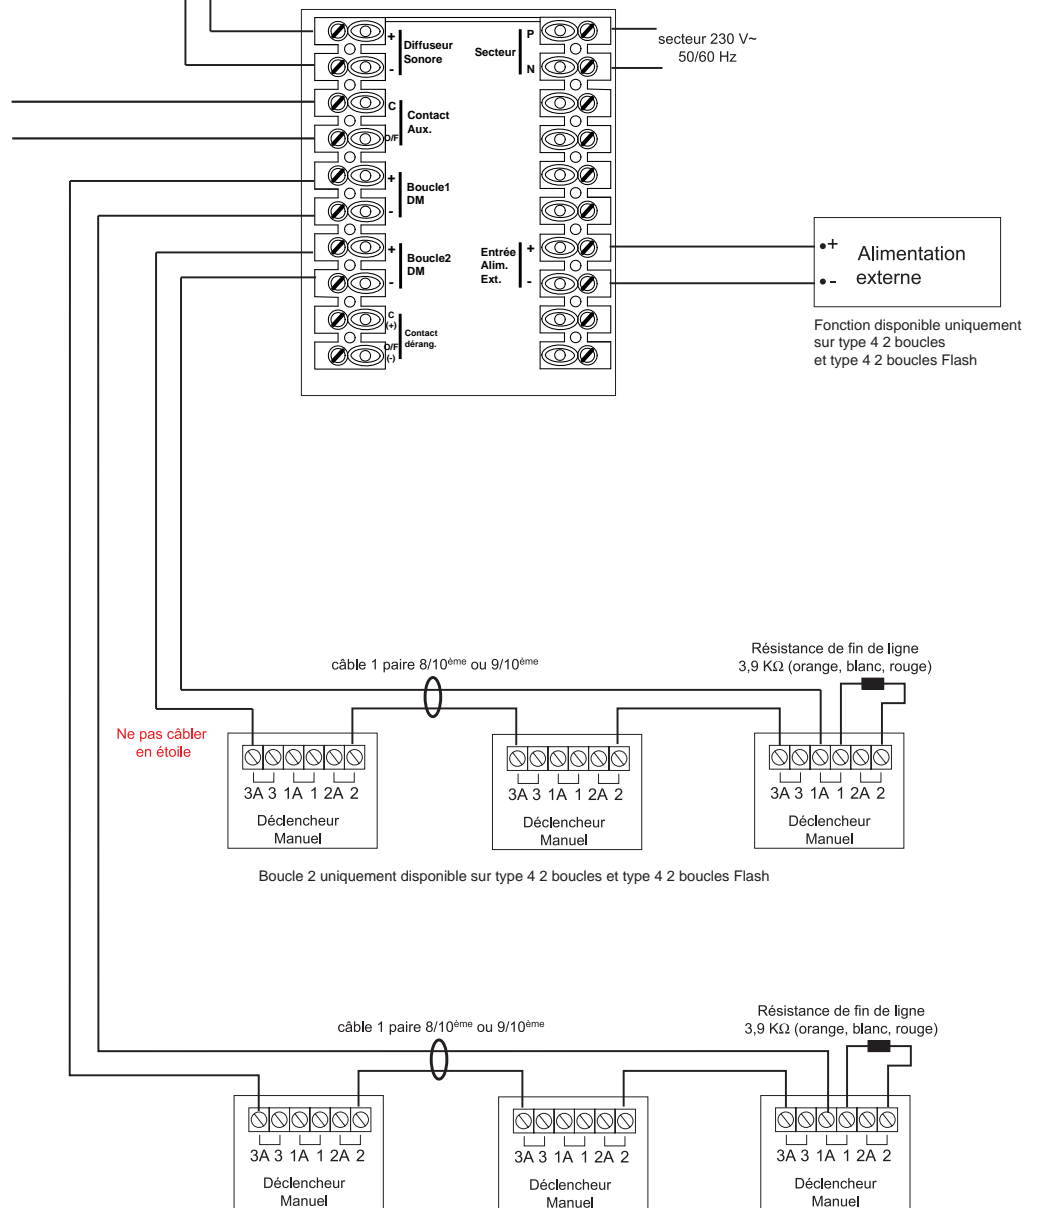 +
Diffuseur
Sonore
-
C
Contact
Aux.
O/F
+
Boucle1
DM
-
+
Boucle2
DM
-
C
(+)
Contact
dérang.
O/F
(-)
Secteur
P
N
secteur 230 V~
50/60 Hz
Entrée
Alim.
Ext.
+
-
+
-
Alimentation
externe
Fonction disponible uniquement
sur type 4 2 boucles
et type 4 2 boucles Flash
câble 1 paire 8/10ème ou 9/10ème
Résistance de fin de ligne
3,9 KΩ (orange, blanc, rouge)
Ne pas câbler
en étoile
3A 3 1A 1 2A 2
Déclencheur
Manuel
3A 3 1A 1 2A 2
Déclencheur
Manuel
3A 3 1A 1 2A 2
Déclencheur
Manuel
Boucle 2 uniquement disponible sur type 4 2 boucles et type 4 2 boucles Flash
câble 1 paire 8/10ème ou 9/10ème
Résistance de fin de ligne
3,9 KΩ (orange, blanc, rouge)
3A 3 1A 1 2A 2
Déclencheur
Manuel
3A 3 1A 1 2A 2
Déclencheur
Manuel
3A 3 1A 1 2A 2
Déclencheur
Manuel